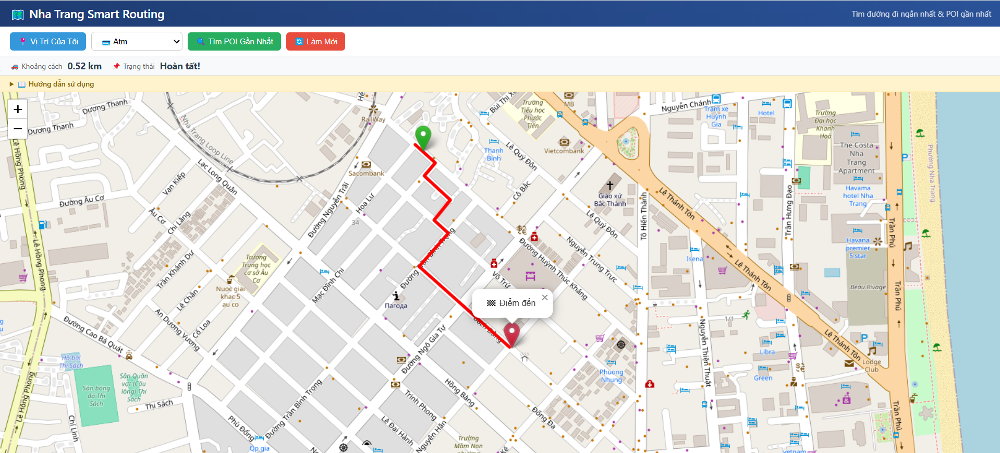 Nha Trang Smart Routing
Tìm đường đi ngắn nhất & POI gần nhất
Vị Trí Của Tôi
Atm
Tìm POI Gần Nhất
Làm Mới
Khoảng cách 0.52 km
Trạng thái Hoàn tất!
Hướng dẫn sử dụng
+
−
Dương Thanh
Dương Thanh
Lê Hồng Phong
Nha Trang Loop Line
RailWay
Bùi Thị
Trường
Tiểu học
Phước
Tiến
MB
Nguyễn Chánh
Trạm xe
Huỳnh
Gia
Hotel
Trường
Đại học
Khánh
Hoà
The Costa
Nha
Trang
Apartment
Havama
hotel Nha
Trang
Phường Nha Trang
Thanh
Bình
Lê Quý Đôn
Vietcombank
Sacombank
Lạc Long Quân
Vạn Kiếp
Đường Âu Cơ
Âu Cơ
Chi Lăng
Đường Nguyễn Trãi
Hoa Lư
34
Cô Bắc
Giáo xứ
Bắc Thành
Lê Thánh Tôn
Tô Hiến Thành
Trần Hưng Đạo
Trần Phú
Lê Quý Đôn
Nguyễn Trung Trực
Đường Huỳnh Thúc Kháng
Isena
Havana
premier
5 star
Lê Thánh Tôn
Lê Hồng Phong
Trường
Trung học
cơ sở Âu
Cơ
Trần Khánh Dư
Nuoc giai
khac 5
au co
Lê Chân
An Dương Vương
Cổ Loa
Mạc Đĩnh Chi
Пагода
Võ Trứ
Điểm đến
×
Beau Rivage
Trần Phú
1/1
Đường Cao Bá Quát
Đường Ngô Gia Tự
Nguyễn Thiện Thuật
Lê Thánh Tôn
Libra
Lodge
Club
Green
Phuong
Nhung
Hồ bơi
Thi Sách
Sân bóng
đá Thi
Sách
Sân Quần
vợt (Cầu
lông) Thi
Sách
Thi Sách
Lê Hồng Phong
Chí Linh
Phù Đổng
Đường Trần Bình Trọng
Trịnh Phong
Hồng Bàng
Lê Đại Hành
Nguyên Hãn
Đống Đa
Trần Phú
Qp gia
Trường
Mầm Non
vetnam
P
P